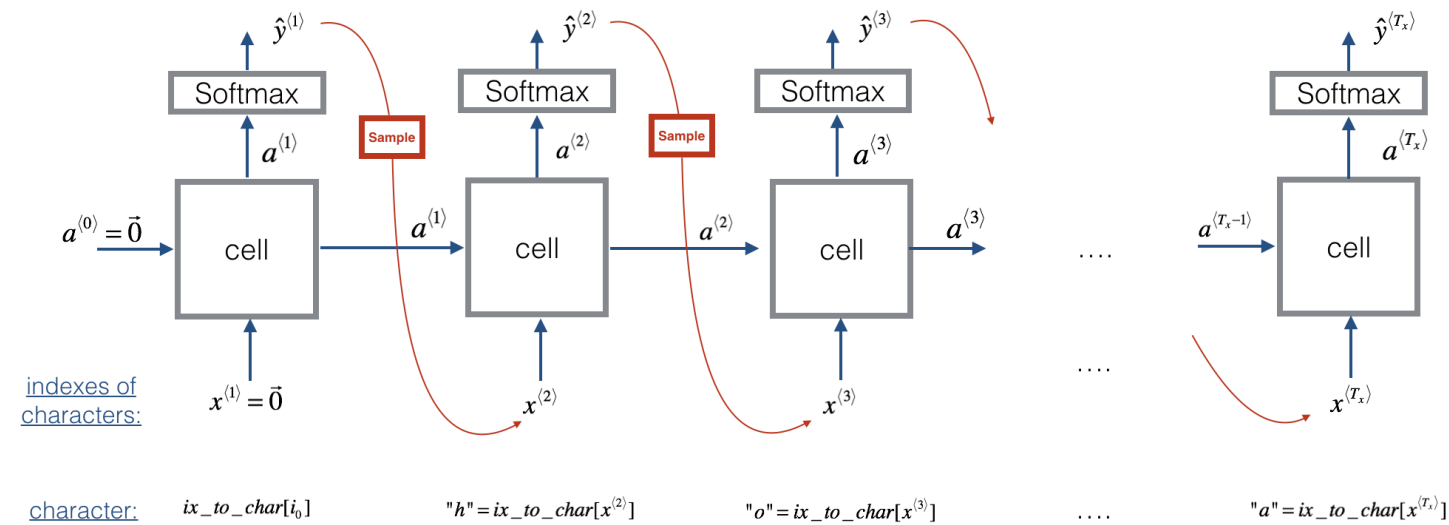 ŷ⟨1⟩ ŷ⟨2⟩ ŷ⟨3⟩ ŷ⟨Tₓ⟩
Softmax Softmax Softmax Softmax
Sample Sample
a⟨1⟩ a⟨2⟩ a⟨3⟩ a⟨Tₓ⟩
a⟨0⟩ = 0⃗ a⟨1⟩ a⟨2⟩ a⟨3⟩ a⟨Tₓ−1⟩
cell cell cell .... cell
....
indexes of
characters:
x⟨1⟩ = 0⃗ x⟨2⟩ x⟨3⟩ x⟨Tₓ⟩
character: ix_to_char[i₀] "h" = ix_to_char[x⟨2⟩] "o" = ix_to_char[x⟨3⟩] .... "a" = ix_to_char[x⟨Tₓ⟩]